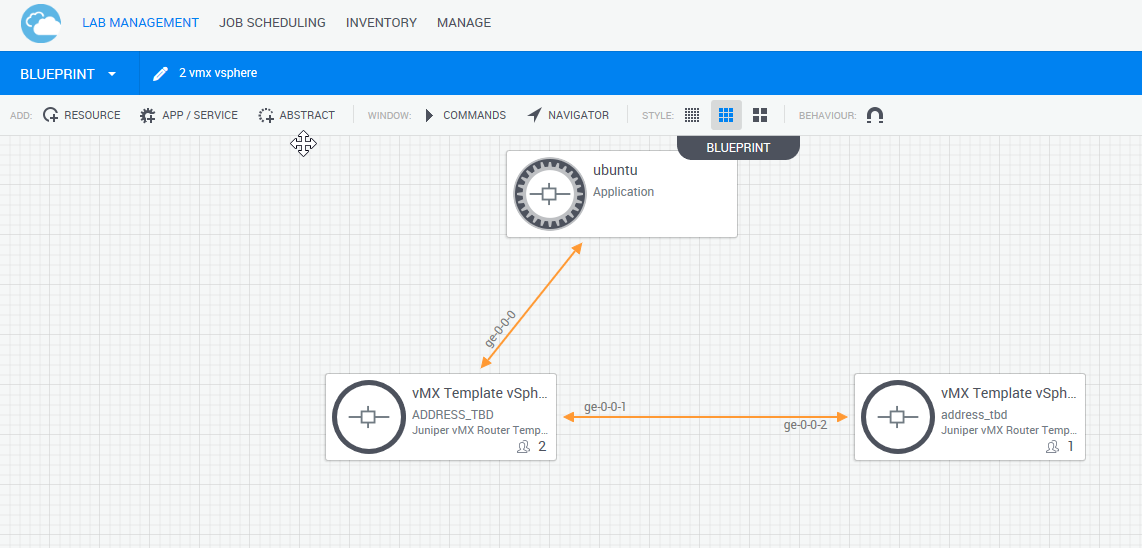 LAB MANAGEMENT JOB SCHEDULING INVENTORY MANAGE
BLUEPRINT 2 vmx vsphere
ADD: RESOURCE APP / SERVICE ABSTRACT WINDOW: COMMANDS NAVIGATOR STYLE: BEHAVIOUR:
BLUEPRINT
ubuntu
Application
ge-0-0-0
vMX Template vSph...
ADDRESS_TBD
Juniper vMX Router Temp...
2
ge-0-0-1
ge-0-0-2
vMX Template vSph...
address_tbd
Juniper vMX Router Temp...
1